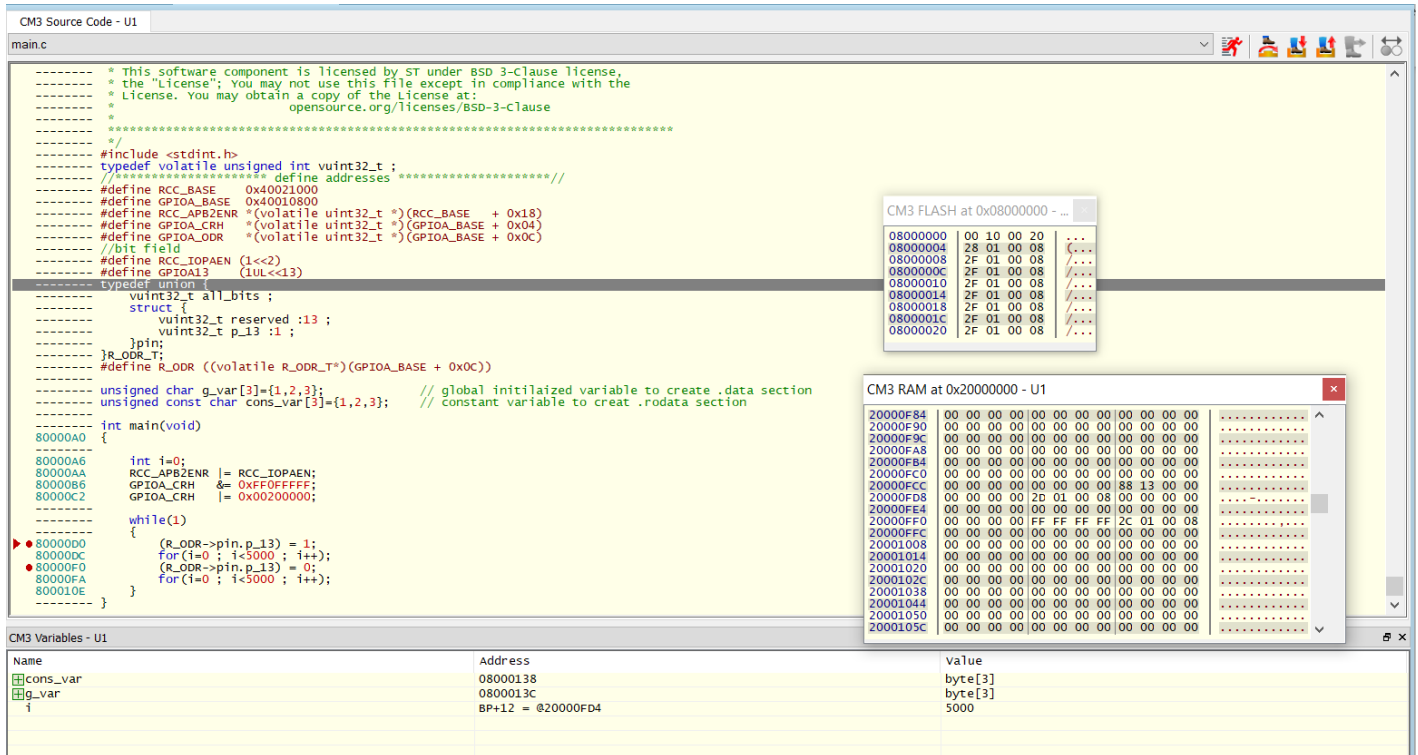 CM3 Source Code - U1
main.c
-------- * This software component is licensed by ST under BSD 3-Clause license,
-------- * the "License"; You may not use this file except in compliance with the
-------- * License. You may obtain a copy of the License at:
-------- * opensource.org/licenses/BSD-3-Clause
-------- *
-------- ******************************************************************************
-------- */
-------- #include <stdint.h>
-------- typedef volatile unsigned int vuint32_t ;
-------- //********************* define addresses *********************//
-------- #define RCC_BASE 0x40021000
-------- #define GPIOA_BASE 0x40010800
-------- #define RCC_APB2ENR *(volatile uint32_t *)(RCC_BASE + 0x18)
-------- #define GPIOA_CRH *(volatile uint32_t *)(GPIOA_BASE + 0x04)
-------- #define GPIOA_ODR *(volatile uint32_t *)(GPIOA_BASE + 0x0C)
-------- //bit field
-------- #define RCC_IOPAEN (1<<2)
-------- #define GPIOA13 (1UL<<13)
-------- typedef union {
-------- vuint32_t all_bits ;
-------- struct {
-------- vuint32_t reserved :13 ;
-------- vuint32_t p_13 :1 ;
-------- }pin;
-------- }R_ODR_T;
-------- #define R_ODR ((volatile R_ODR_T*)(GPIOA_BASE + 0x0C))
--------
-------- unsigned char g_var[3]={1,2,3}; // global initilaized variable to create .data section
-------- unsigned const char cons_var[3]={1,2,3}; // constant variable to creat .rodata section
--------
-------- int main(void)
80000A0 {
--------
80000A6 int i=0;
80000AA RCC_APB2ENR |= RCC_IOPAEN;
80000B6 GPIOA_CRH &= 0xFF0FFFFF;
80000C2 GPIOA_CRH |= 0x00200000;
--------
-------- while(1)
-------- {
80000D0 (R_ODR->pin.p_13) = 1;
80000DC for(i=0 ; i<5000 ; i++);
80000F0 (R_ODR->pin.p_13) = 0;
80000FA for(i=0 ; i<5000 ; i++);
800010E }
-------- }
CM3 FLASH at 0x08000000 - ...
08000000 00 10 00 20 ...
08000004 28 01 00 08 (...
08000008 2F 01 00 08 /...
0800000C 2F 01 00 08 /...
08000010 2F 01 00 08 /...
08000014 2F 01 00 08 /...
08000018 2F 01 00 08 /...
0800001C 2F 01 00 08 /...
08000020 2F 01 00 08 /...
CM3 RAM at 0x20000000 - U1
20000F84 00 00 00 00 00 00 00 00 00 00 00 00 ............
20000F90 00 00 00 00 00 00 00 00 00 00 00 00 ............
20000F9C 00 00 00 00 00 00 00 00 00 00 00 00 ............
20000FA8 00 00 00 00 00 00 00 00 00 00 00 00 ............
20000FB4 00 00 00 00 00 00 00 00 00 00 00 00 ............
20000FC0 00 00 00 00 00 00 00 00 00 00 00 00 ............
20000FCC 00 00 00 00 00 00 00 00 88 13 00 00 ............
20000FD8 00 00 00 00 2D 01 00 08 00 00 00 00 ....-.......
20000FE4 00 00 00 00 00 00 00 00 00 00 00 00 ............
20000FF0 00 00 00 00 FF FF FF FF 2C 01 00 08 ........,...
20000FFC 00 00 00 00 00 00 00 00 00 00 00 00 ............
20001008 00 00 00 00 00 00 00 00 00 00 00 00 ............
20001014 00 00 00 00 00 00 00 00 00 00 00 00 ............
20001020 00 00 00 00 00 00 00 00 00 00 00 00 ............
2000102C 00 00 00 00 00 00 00 00 00 00 00 00 ............
20001038 00 00 00 00 00 00 00 00 00 00 00 00 ............
20001044 00 00 00 00 00 00 00 00 00 00 00 00 ............
20001050 00 00 00 00 00 00 00 00 00 00 00 00 ............
2000105C 00 00 00 00 00 00 00 00 00 00 00 00 ............
CM3 Variables - U1
Name Address Value
cons_var 08000138 byte[3]
g_var 0800013C byte[3]
i BP+12 = @20000FD4 5000